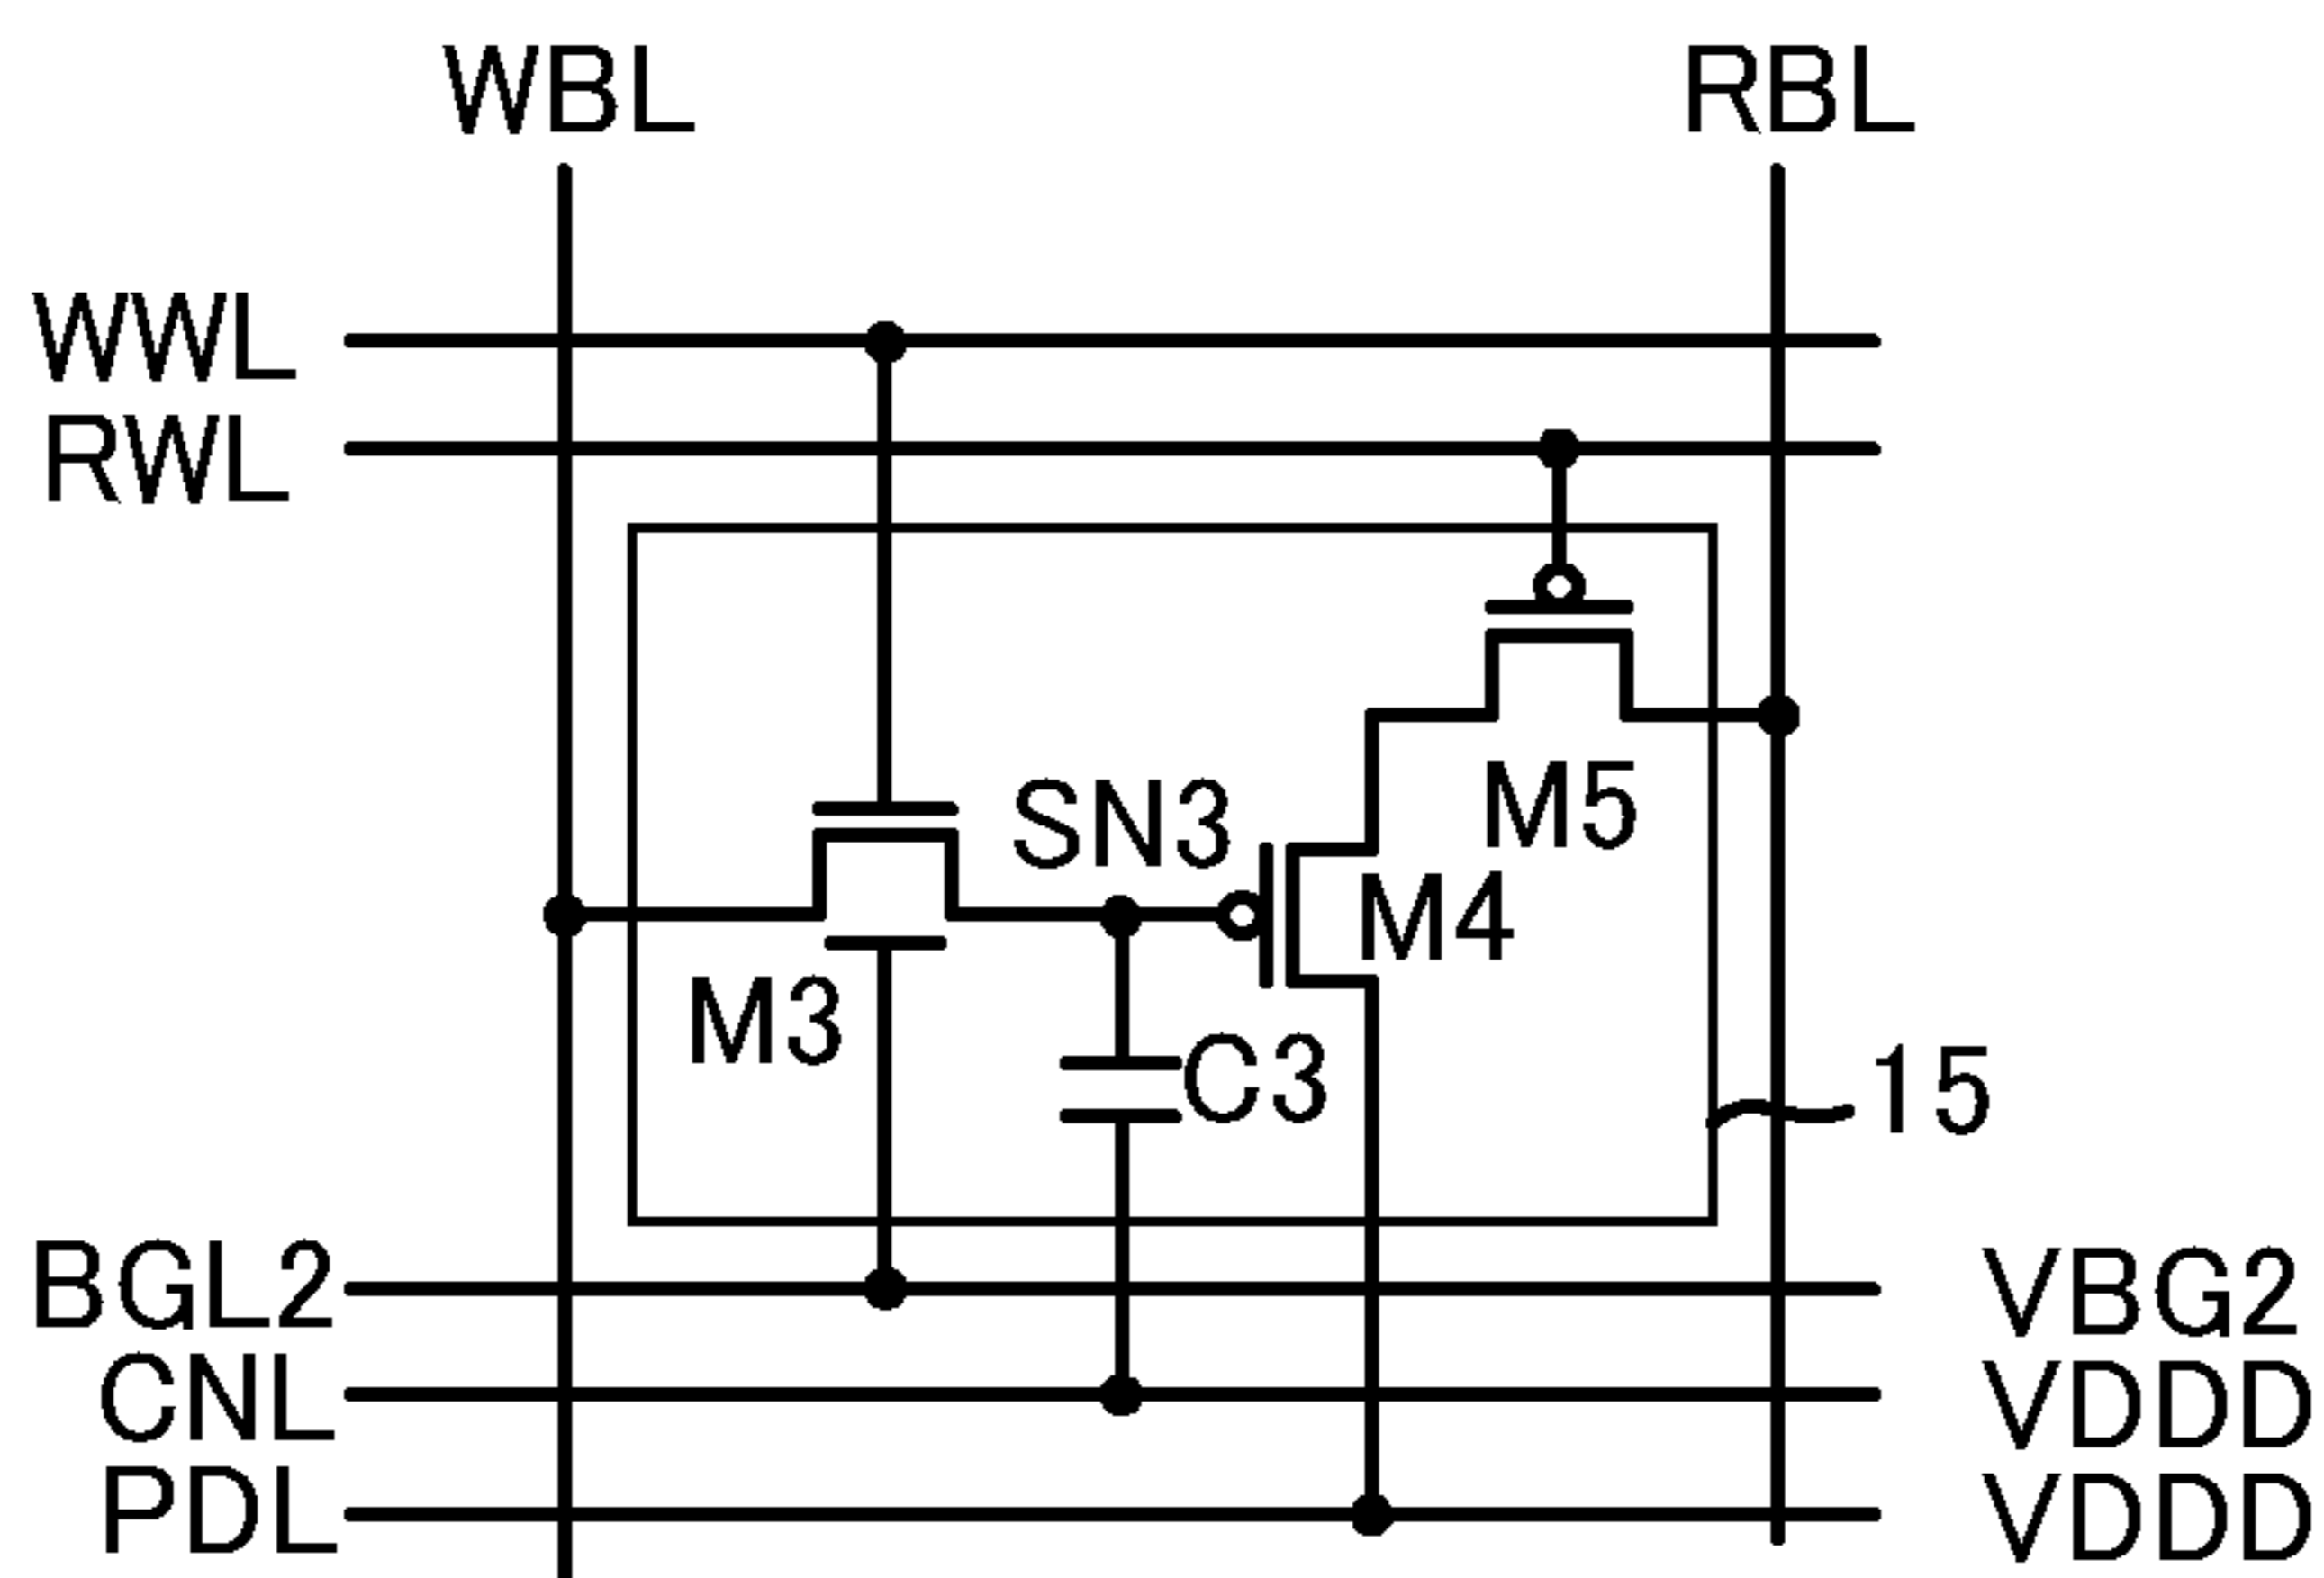 WBL RBL
WWL
RWL
M5
SN3
M4
M3
C3
15
BGL2 VBG2
CNL VDDD
PDL VDDD